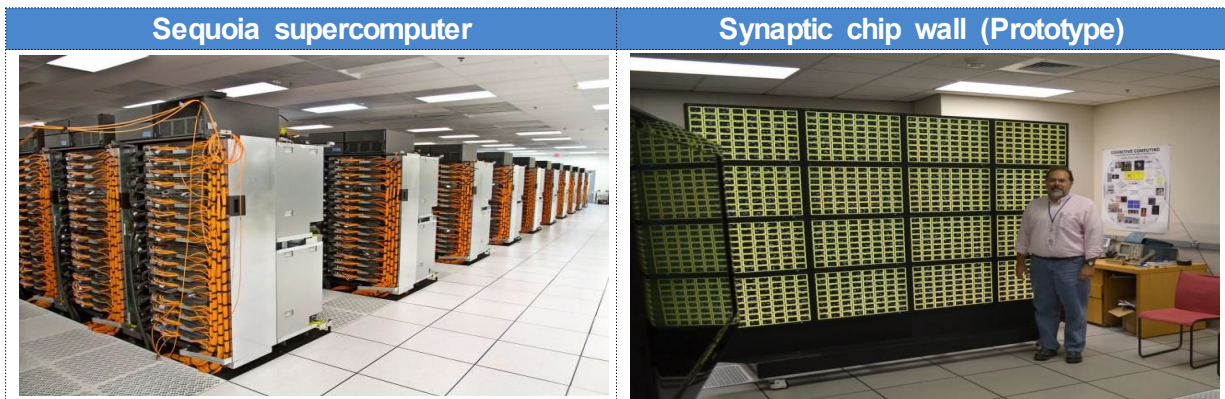 Sequoia supercomputer
Synaptic chip wall (Prototype)
COGNITIVE COMPUTING